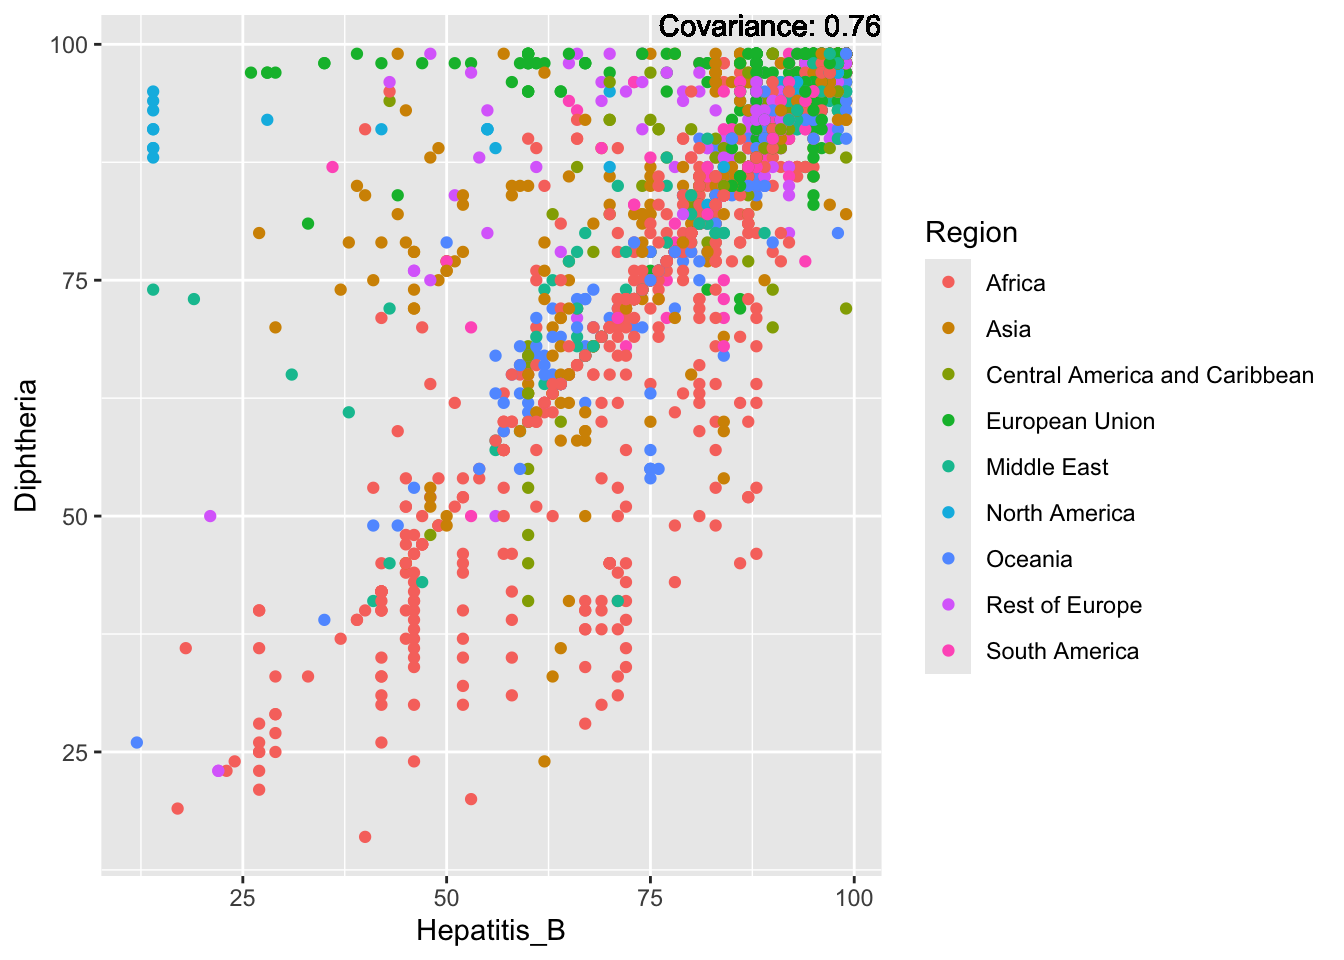 Covariance: 0.76
100
75
50
25
Diphtheria
25 50 75 100
Hepatitis_B
Region
Africa
Asia
Central America and Caribbean
European Union
Middle East
North America
Oceania
Rest of Europe
South America